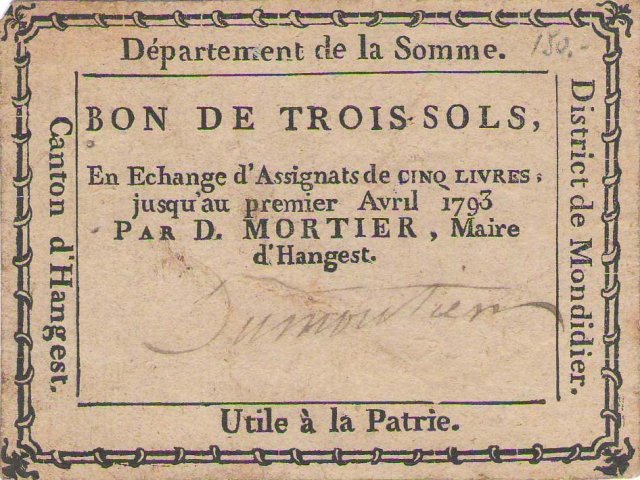 Département de la Somme.
150.-
Canton d'Hangest.
BON DE TROIS SOLS,
En Echange d'Assignats de CINQ LIVRES,
jusqu'au premier Avril 1793
PAR D. MORTIER, Maire
d'Hangest.
Dumoutier
District de Mondidier.
Utile à la Patrie.